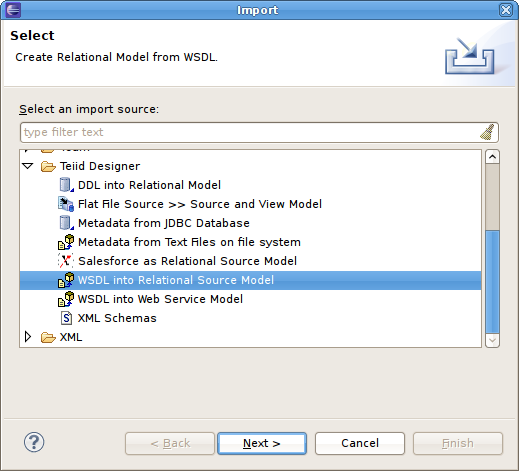 Import
Select
Create Relational Model from WSDL.
Select an import source:
type filter text
Team
Teiid Designer
DDL into Relational Model
Flat File Source >> Source and View Model
Metadata from JDBC Database
Metadata from Text Files on file system
Salesforce as Relational Source Model
WSDL into Relational Source Model
WSDL into Web Service Model
XML Schemas
XML
< Back
Next >
Cancel
Finish